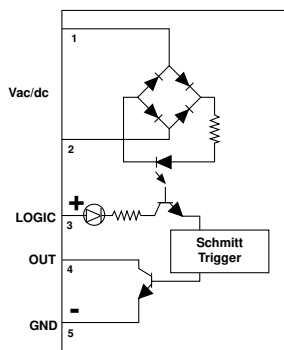 1
Vac/dc
2
+
LOGIC
3
OUT
4
Schmitt
Trigger
-
GND
5